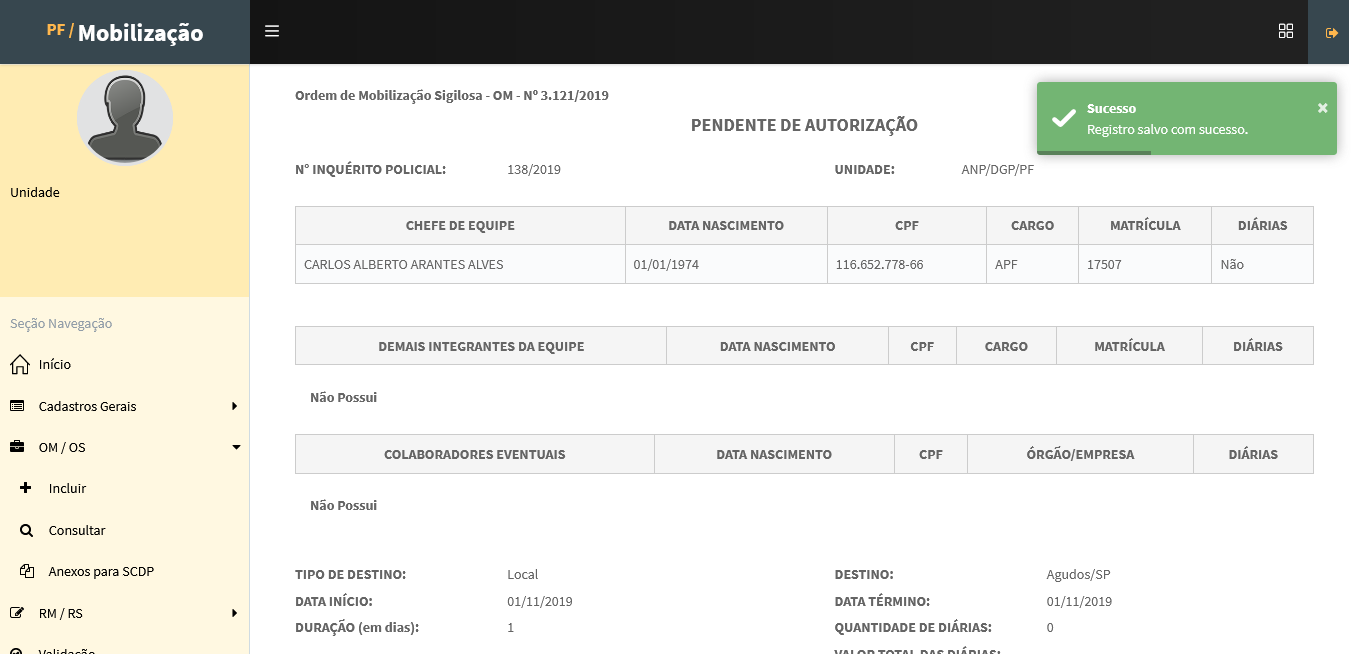 PF / Mobilização
Unidade
Seção Navegação
Início
Cadastros Gerais
OM / OS
Incluir
Consultar
Anexos para SCDP
RM / RS
Validação
Ordem de Mobilização Sigilosa - OM - Nº 3.121/2019
Sucesso
Registro salvo com sucesso.
×
PENDENTE DE AUTORIZAÇÃO
Nº INQUÉRITO POLICIAL: 138/2019 UNIDADE: ANP/DGP/PF
CHEFE DE EQUIPE DATA NASCIMENTO CPF CARGO MATRÍCULA DIÁRIAS
CARLOS ALBERTO ARANTES ALVES 01/01/1974 116.652.778-66 APF 17507 Não
DEMAIS INTEGRANTES DA EQUIPE DATA NASCIMENTO CPF CARGO MATRÍCULA DIÁRIAS
Não Possui
COLABORADORES EVENTUAIS DATA NASCIMENTO CPF ÓRGÃO/EMPRESA DIÁRIAS
Não Possui
TIPO DE DESTINO: Local DESTINO: Agudos/SP
DATA INÍCIO: 01/11/2019 DATA TÉRMINO: 01/11/2019
DURAÇÃO (em dias): 1 QUANTIDADE DE DIÁRIAS: 0
VALOR TOTAL DAS DIÁRIAS: